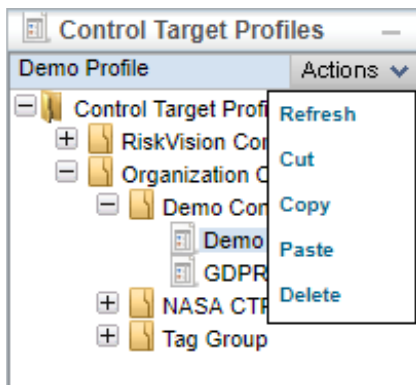 Control Target Profiles
Demo Profile Actions
Control Target Profi
Refresh
RiskVision Cor
Cut
Organization C
Demo Con
Copy
Demo
Paste
GDPR
Delete
NASA CTP
Tag Group